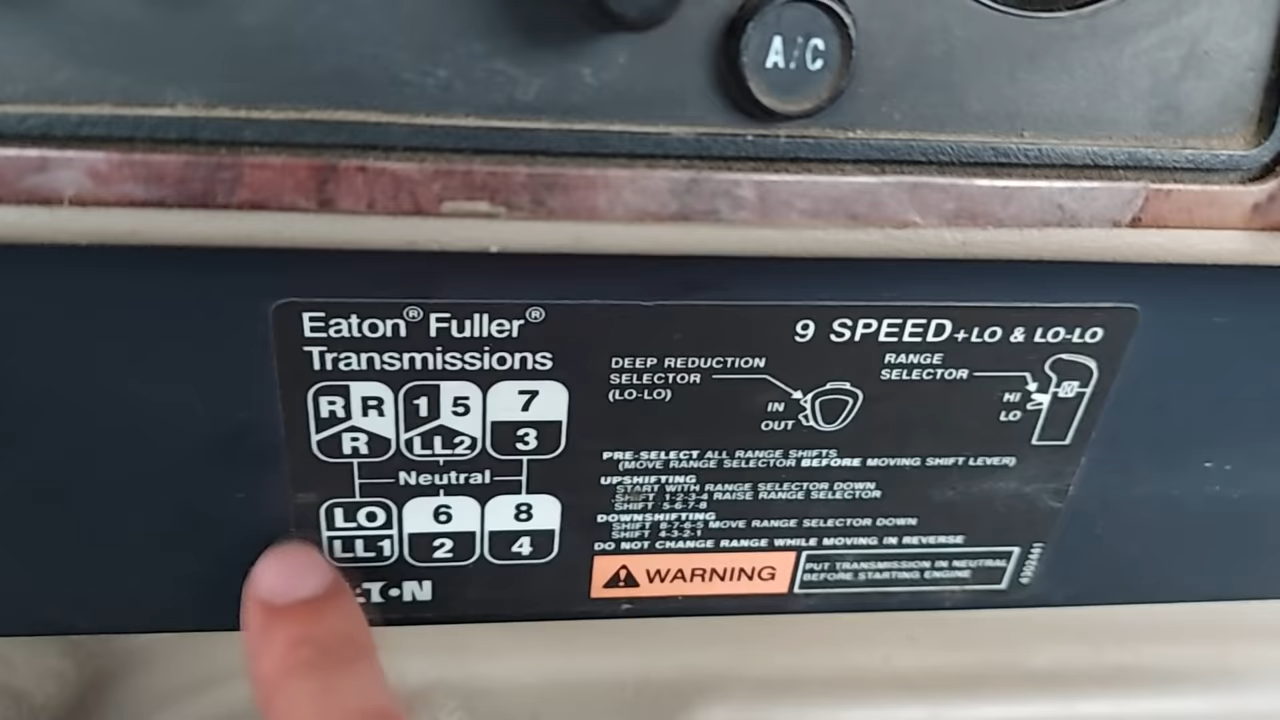 A/C
Eaton® Fuller®
Transmissions
9 SPEED +LO & LO-LO
R R
R
1 5
LL2
7
3
Neutral
LO
LL1
6
2
8
4
DEEP REDUCTION
SELECTOR
(LO-LO)
IN
OUT
RANGE
SELECTOR
HI
LO
PRE-SELECT ALL RANGE SHIFTS
(MOVE RANGE SELECTOR BEFORE MOVING SHIFT LEVER)
UPSHIFTING
START WITH RANGE SELECTOR DOWN
SHIFT 1-2-3-4 RAISE RANGE SELECTOR
SHIFT 5-6-7-8
DOWNSHIFTING
SHIFT 8-7-6-5 MOVE RANGE SELECTOR DOWN
SHIFT 4-3-2-1
DO NOT CHANGE RANGE WHILE MOVING IN REVERSE
WARNING
PUT TRANSMISSION IN NEUTRAL
BEFORE STARTING ENGINE